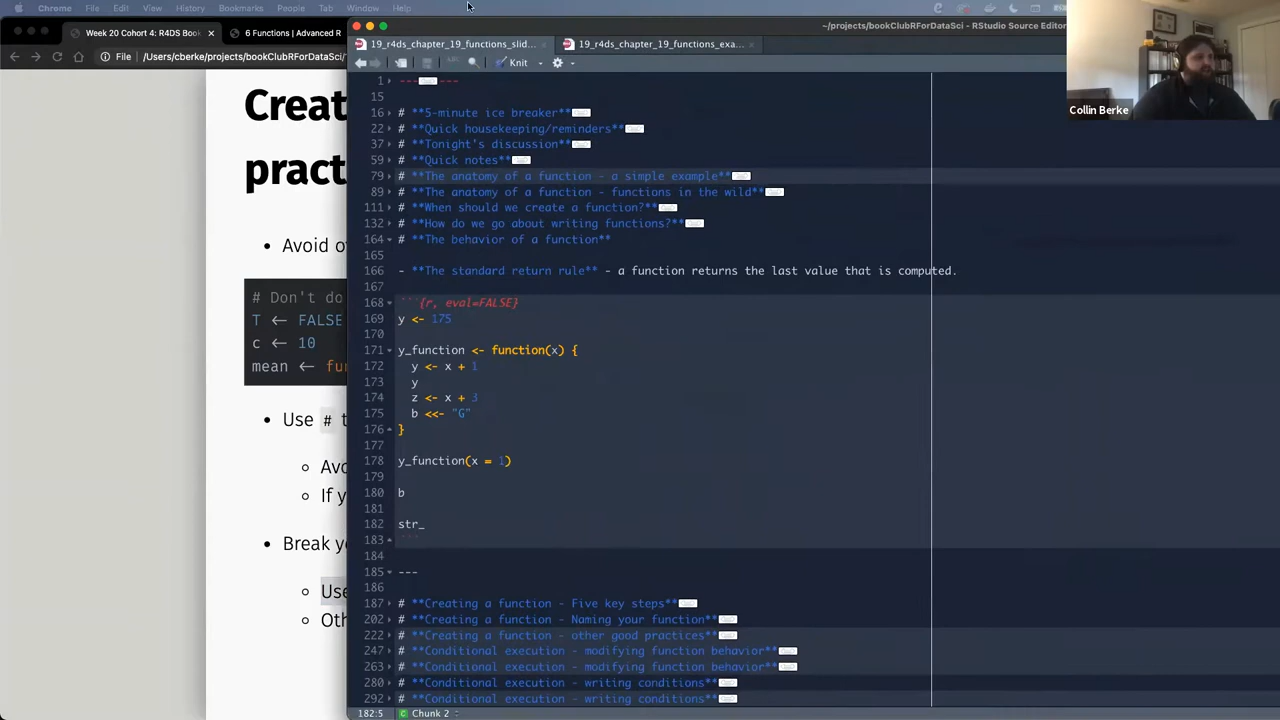 Chrome File Edit View History Bookmarks People Tab Window Help
Week 20 Cohort 4: R4DS Boo × 6 Functions | Advanced R
File /Users/cberke/projects/bookClubRForDataSci/
Creat
pract
Avoid o
# Don't do
T ← FALSE
c ← 10
mean ← fun
Use # t
Avo
If y
Break yo
Use
Oth
~/projects/bookClubRForDataSci - RStudio Source Editor
19_r4ds_chapter_19_functions_slid... × 19_r4ds_chapter_19_functions_exa... ×
Knit
1 --- ---
15
16 # **5-minute ice breaker**
22 # **Quick housekeeping/reminders**
37 # **Tonight's discussion**
59 # **Quick notes**
79 # **The anatomy of a function - a simple example**
89 # **The anatomy of a function - functions in the wild**
111 # **When should we create a function?**
132 # **How do we go about writing functions?**
164 # **The behavior of a function**
165
166 - **The standard return rule** - a function returns the last value that is computed.
167
168 ```{r, eval=FALSE}
169 y <- 175
170
171 y_function <- function(x) {
172 y <- x + 1
173 y
174 z <- x + 3
175 b <<- "G"
176 }
177
178 y_function(x = 1)
179
180 b
181
182 str_
183 ```
184
185 ---
186
187 # **Creating a function - Five key steps**
202 # **Creating a function - Naming your function**
222 # **Creating a function - other good practices**
247 # **Conditional execution - modifying function behavior**
263 # **Conditional execution - modifying function behavior**
280 # **Conditional execution - writing conditions**
292 # **Conditional execution - writing conditions**
182:5 Chunk 2
Collin Berke